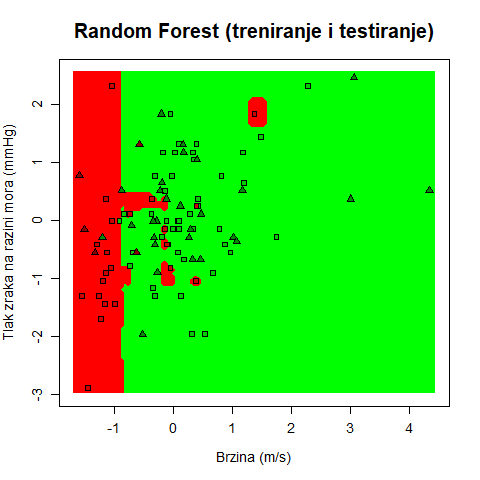 Random Forest (treniranje i testiranje)
Tlak zraka na razini mora (mmHg)
2
1
0
-1
-2
-3
-1 0 1 2 3 4
Brzina (m/s)